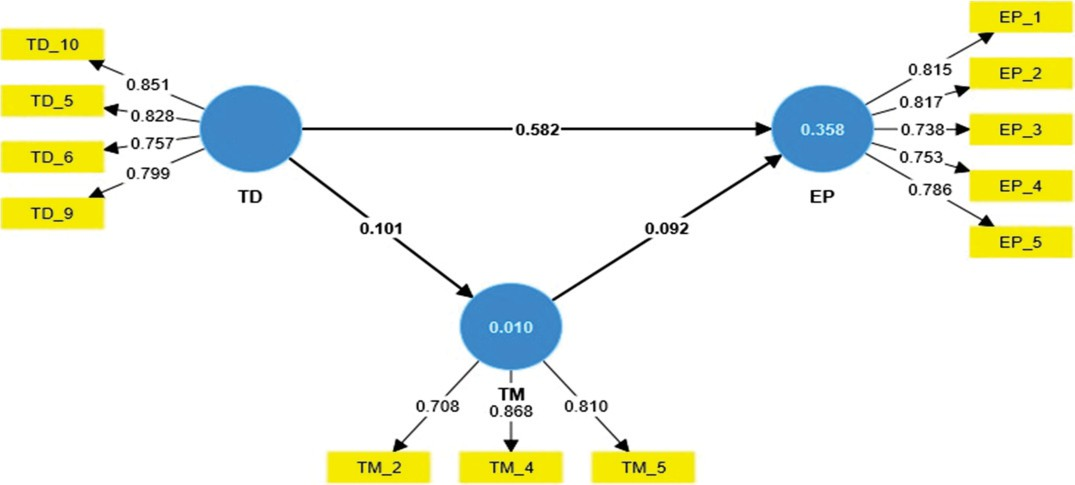 TD_10
TD_5
TD_6
TD_9
0.851
0.828
0.757
0.799
TD
0.582
0.101
0.092
0.358
EP
0.815
0.817
0.738
0.753
0.786
EP_1
EP_2
EP_3
EP_4
EP_5
0.010
TM
0.708
0.868
0.810
TM_2
TM_4
TM_5